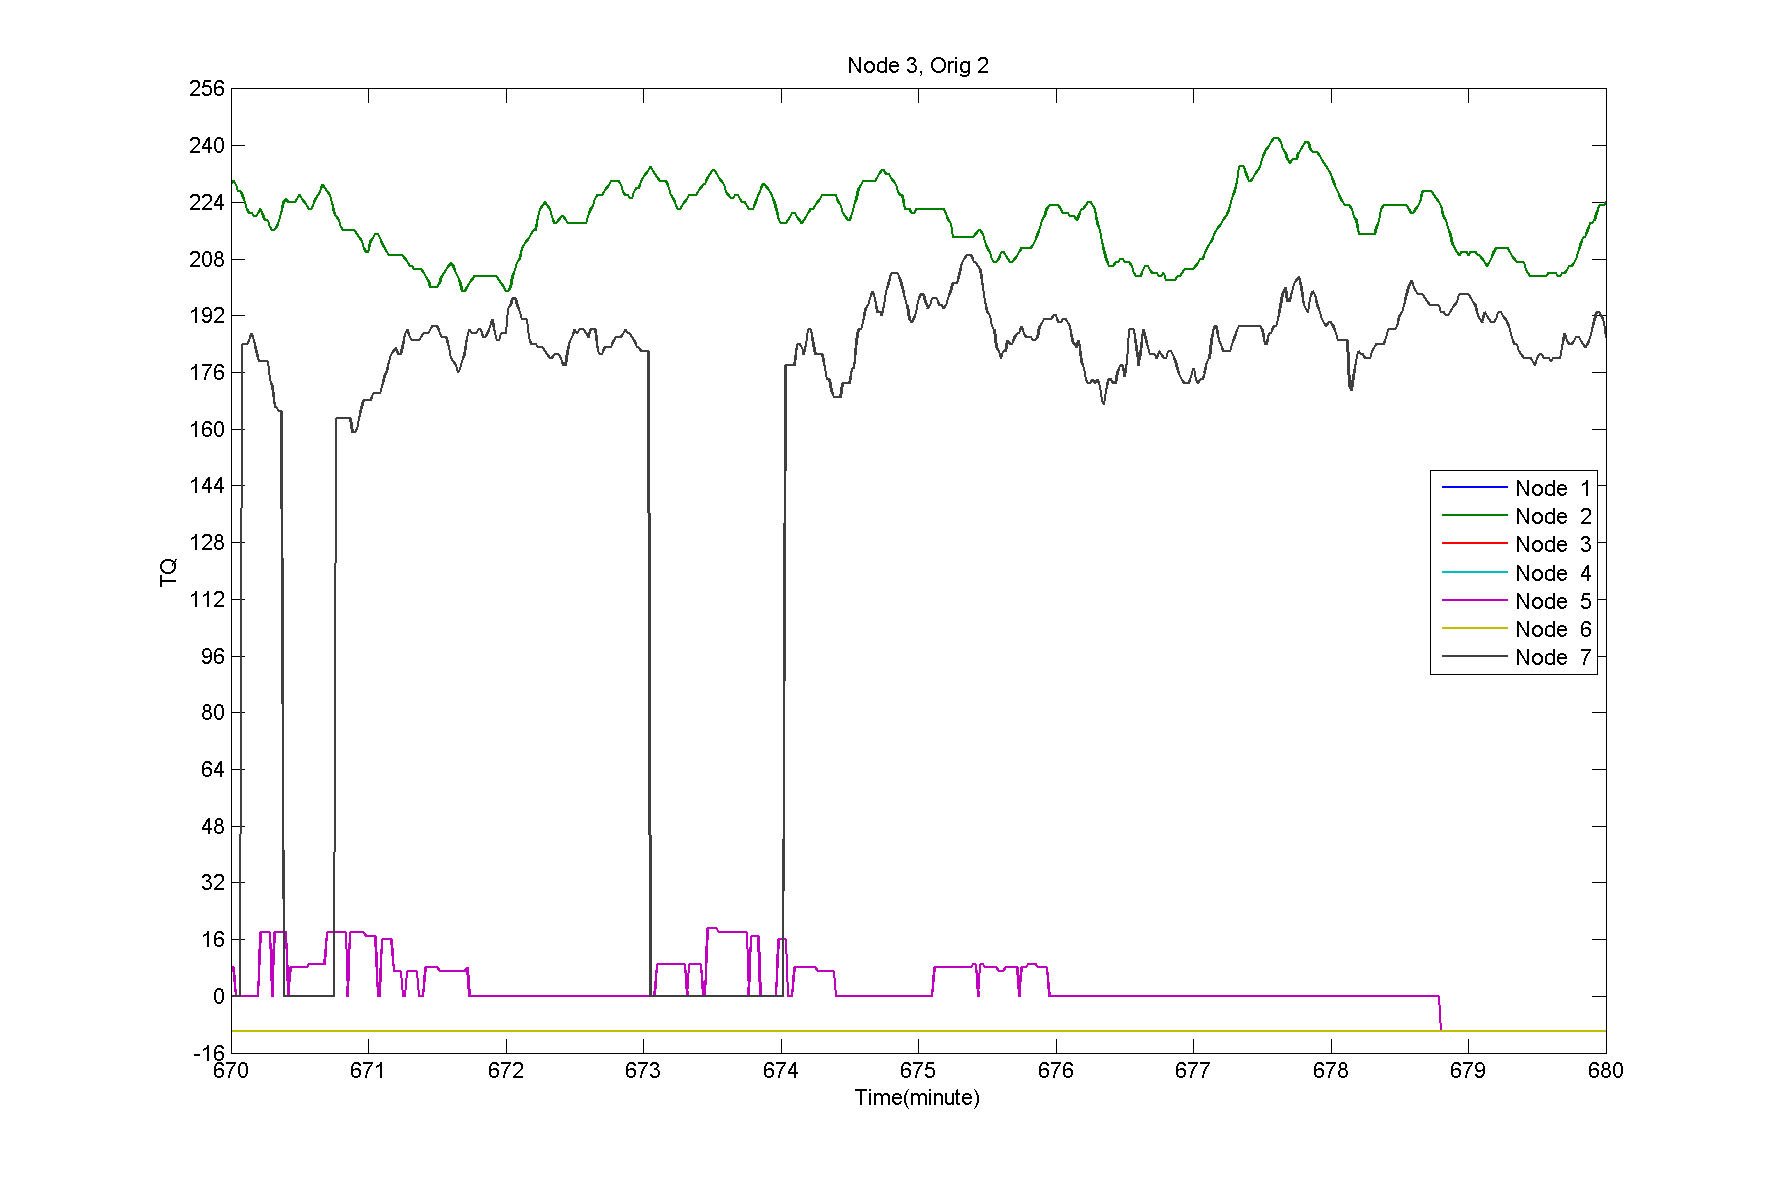 Node 3, Orig 2
256
240
224
208
192
176
160
144
128
112
96
80
64
48
32
16
0
-16
TQ
Node 1
Node 2
Node 3
Node 4
Node 5
Node 6
Node 7
670 671 672 673 674 675 676 677 678 679 680
Time(minute)